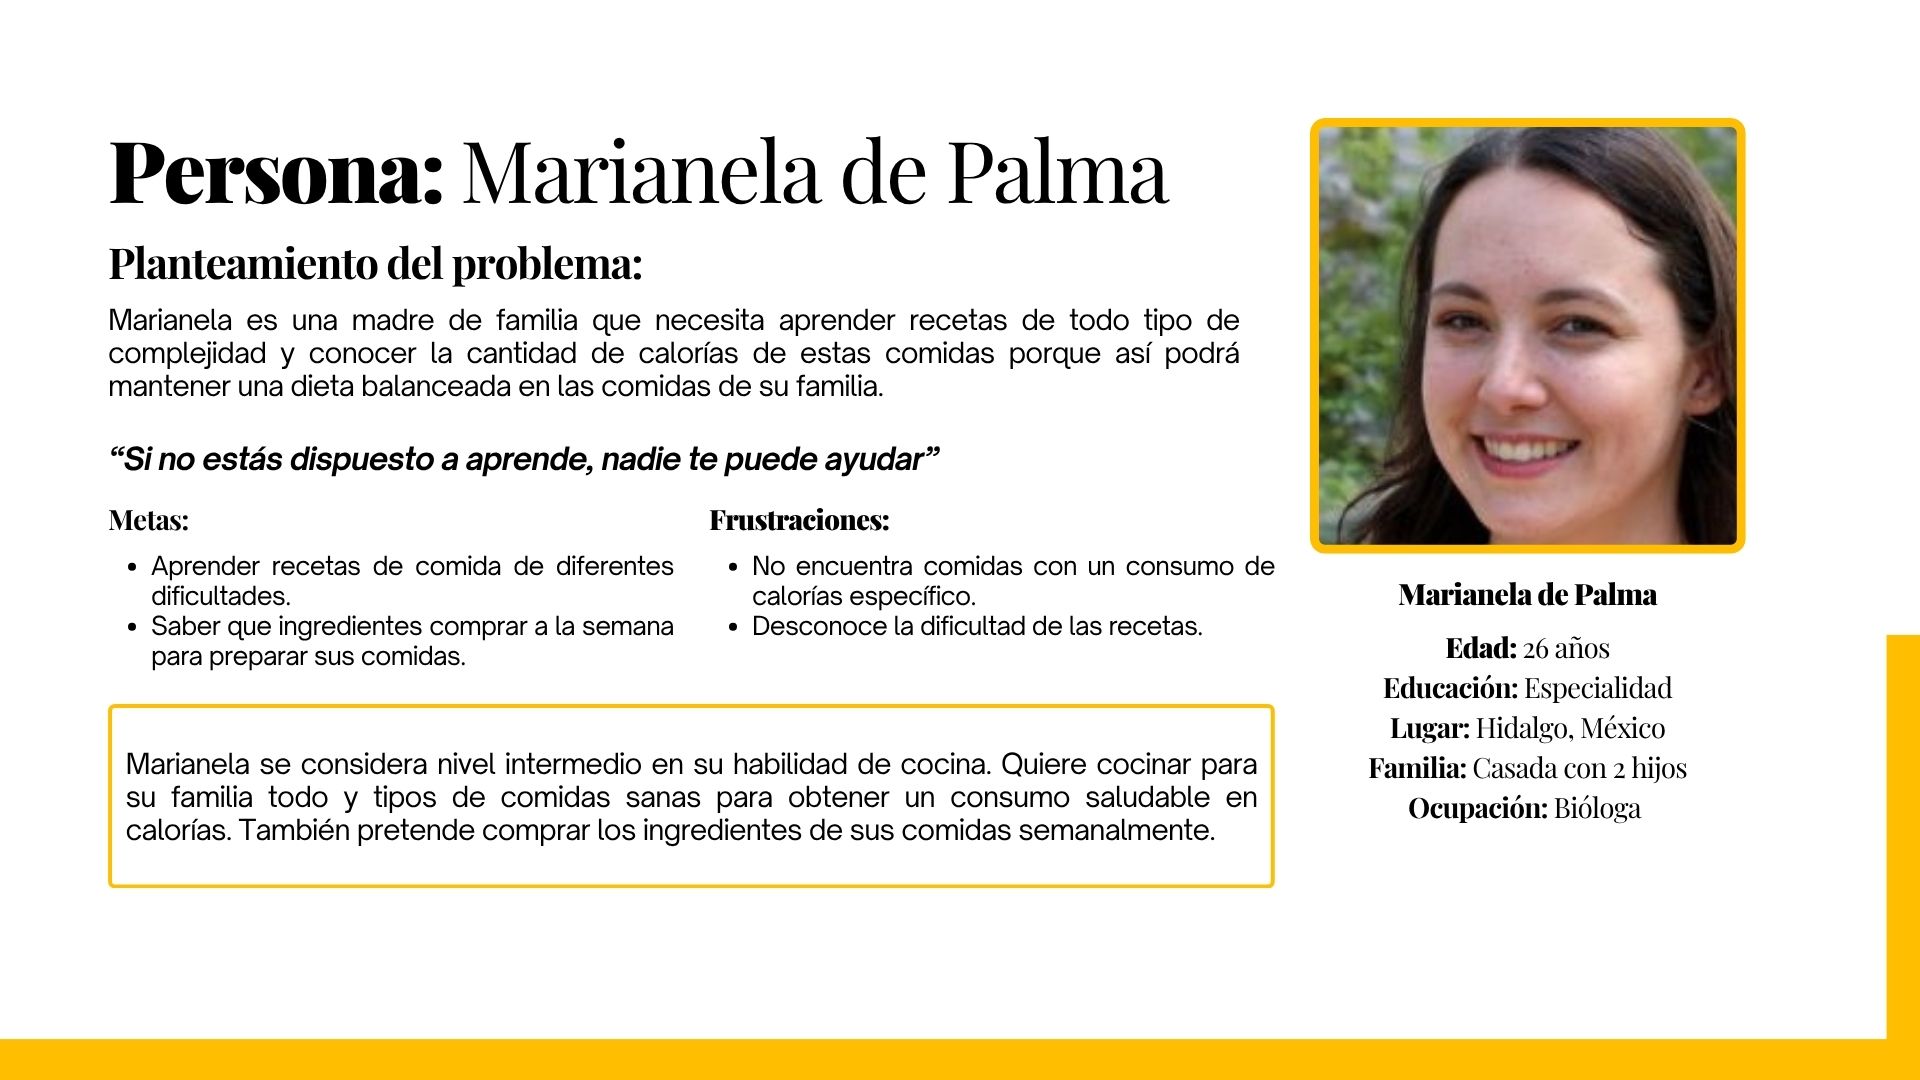 Persona: Marianela de Palma
Planteamiento del problema:
Marianela es una madre de familia que necesita aprender recetas de todo tipo de
complejidad y conocer la cantidad de calorías de estas comidas porque así podrá
mantener una dieta balanceada en las comidas de su familia.
“Si no estás dispuesto a aprende, nadie te puede ayudar”
Metas:
• Aprender recetas de comida de diferentes
dificultades.
• Saber que ingredientes comprar a la semana
para preparar sus comidas.
Frustraciones:
• No encuentra comidas con un consumo de
calorías específico.
• Desconoce la dificultad de las recetas.
Marianela se considera nivel intermedio en su habilidad de cocina. Quiere cocinar para
su familia todo y tipos de comidas sanas para obtener un consumo saludable en
calorías. También pretende comprar los ingredientes de sus comidas semanalmente.
Marianela de Palma
Edad: 26 años
Educación: Especialidad
Lugar: Hidalgo, México
Familia: Casada con 2 hijos
Ocupación: Bióloga